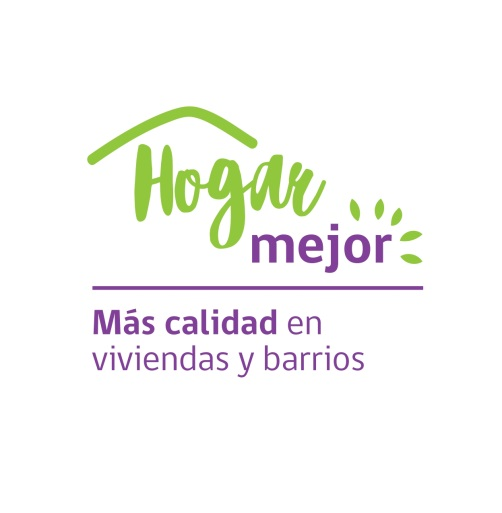 Hogar
mejor
Más calidad en
viviendas y barrios